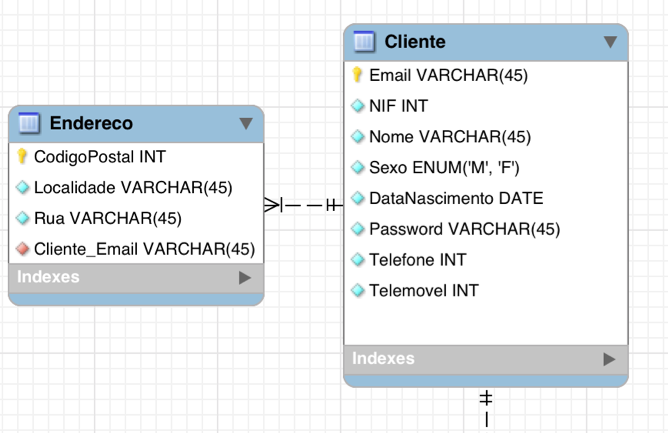 Endereco
CodigoPostal INT
Localidade VARCHAR(45)
Rua VARCHAR(45)
Cliente_Email VARCHAR(45)
Indexes
Cliente
Email VARCHAR(45)
NIF INT
Nome VARCHAR(45)
Sexo ENUM('M', 'F')
DataNascimento DATE
Password VARCHAR(45)
Telefone INT
Telemovel INT
Indexes